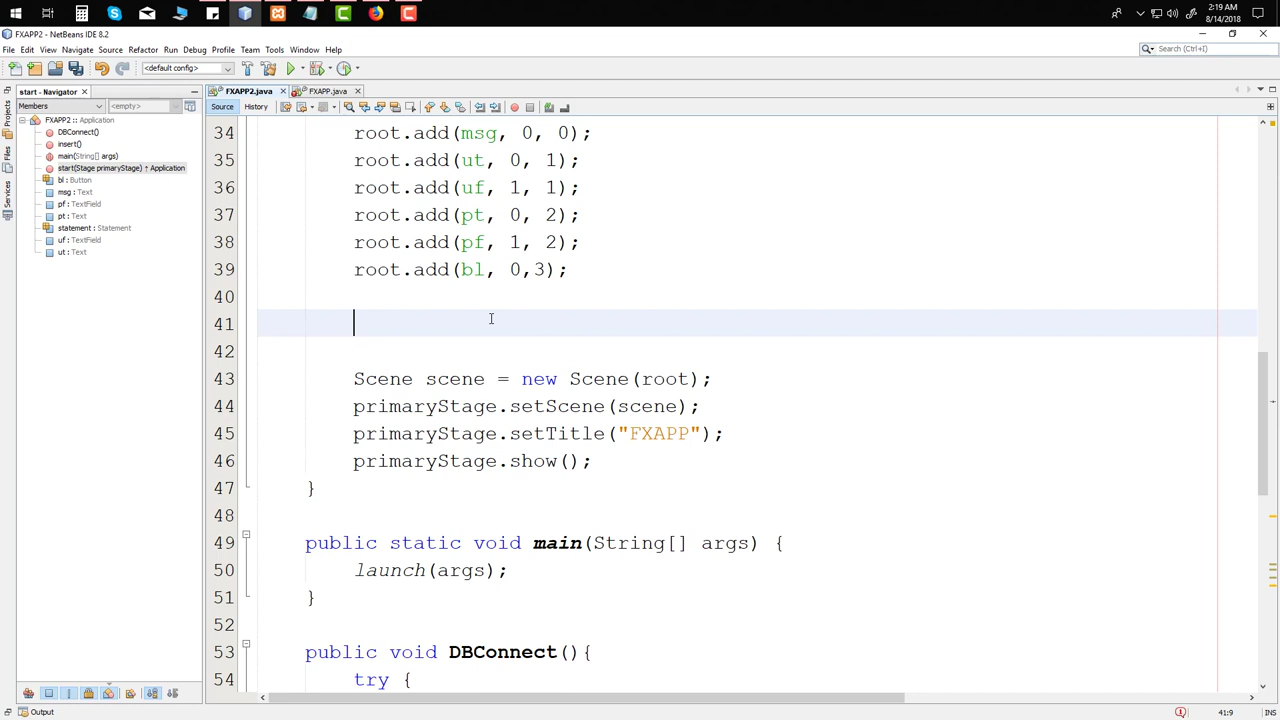 2:19 AM
8/14/2018
FXAPP2 - NetBeans IDE 8.2
File Edit View Navigate Source Refactor Run Debug Profile Team Tools Window Help
Search (Ctrl+I)
<default config>
start - Navigator
FXAPP2.java
FXAPP.java
Members
<empty>
Source
History
Projects
Files
Services
FXAPP2 :: Application
DBConnect()
insert()
main(String[] args)
start(Stage primaryStage) ↑ Application
bl : Button
msg : Text
pf : TextField
pt : Text
statement : Statement
uf : TextField
ut : Text
34 root.add(msg, 0, 0);
35 root.add(ut, 0, 1);
36 root.add(uf, 1, 1);
37 root.add(pt, 0, 2);
38 root.add(pf, 1, 2);
39 root.add(bl, 0,3);
40
41
42
43 Scene scene = new Scene(root);
44 primaryStage.setScene(scene);
45 primaryStage.setTitle("FXAPP");
46 primaryStage.show();
47 }
48
49 public static void main(String[] args) {
50 launch(args);
51 }
52
53 public void DBConnect(){
54 try {
Output
41:9
INS